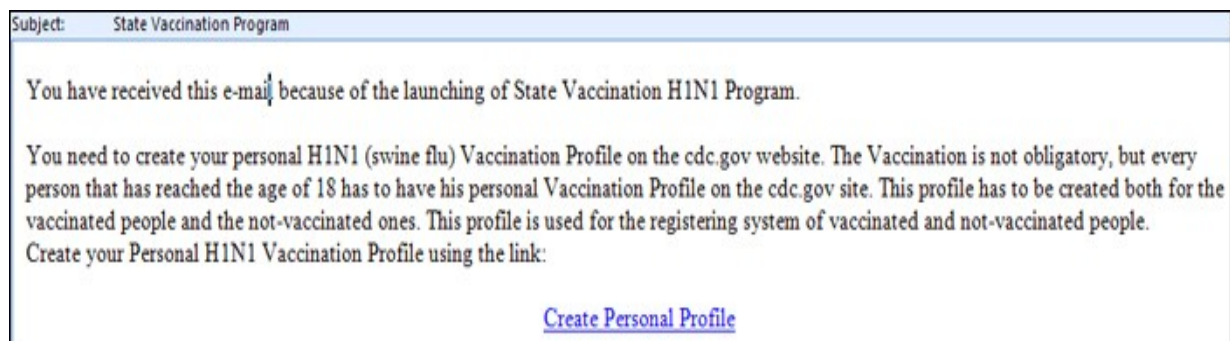 Subject: State Vaccination Program
You have received this e-mail because of the launching of State Vaccination H1N1 Program.
You need to create your personal H1N1 (swine flu) Vaccination Profile on the cdc.gov website. The Vaccination is not obligatory, but every
person that has reached the age of 18 has to have his personal Vaccination Profile on the cdc.gov site. This profile has to be created both for the
vaccinated people and the not-vaccinated ones. This profile is used for the registering system of vaccinated and not-vaccinated people.
Create your Personal H1N1 Vaccination Profile using the link:
Create Personal Profile